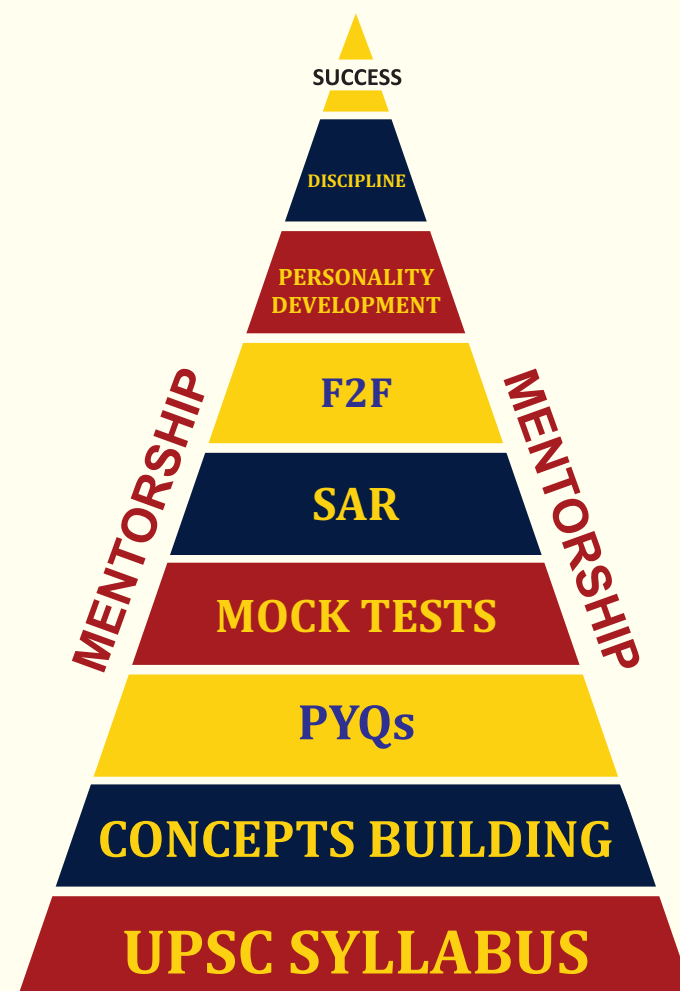 SUCCESS
DISCIPLINE
PERSONALITY
DEVELOPMENT
F2F
SAR
MOCK TESTS
PYQs
CONCEPTS BUILDING
UPSC SYLLABUS
MENTORSHIP
MENTORSHIP